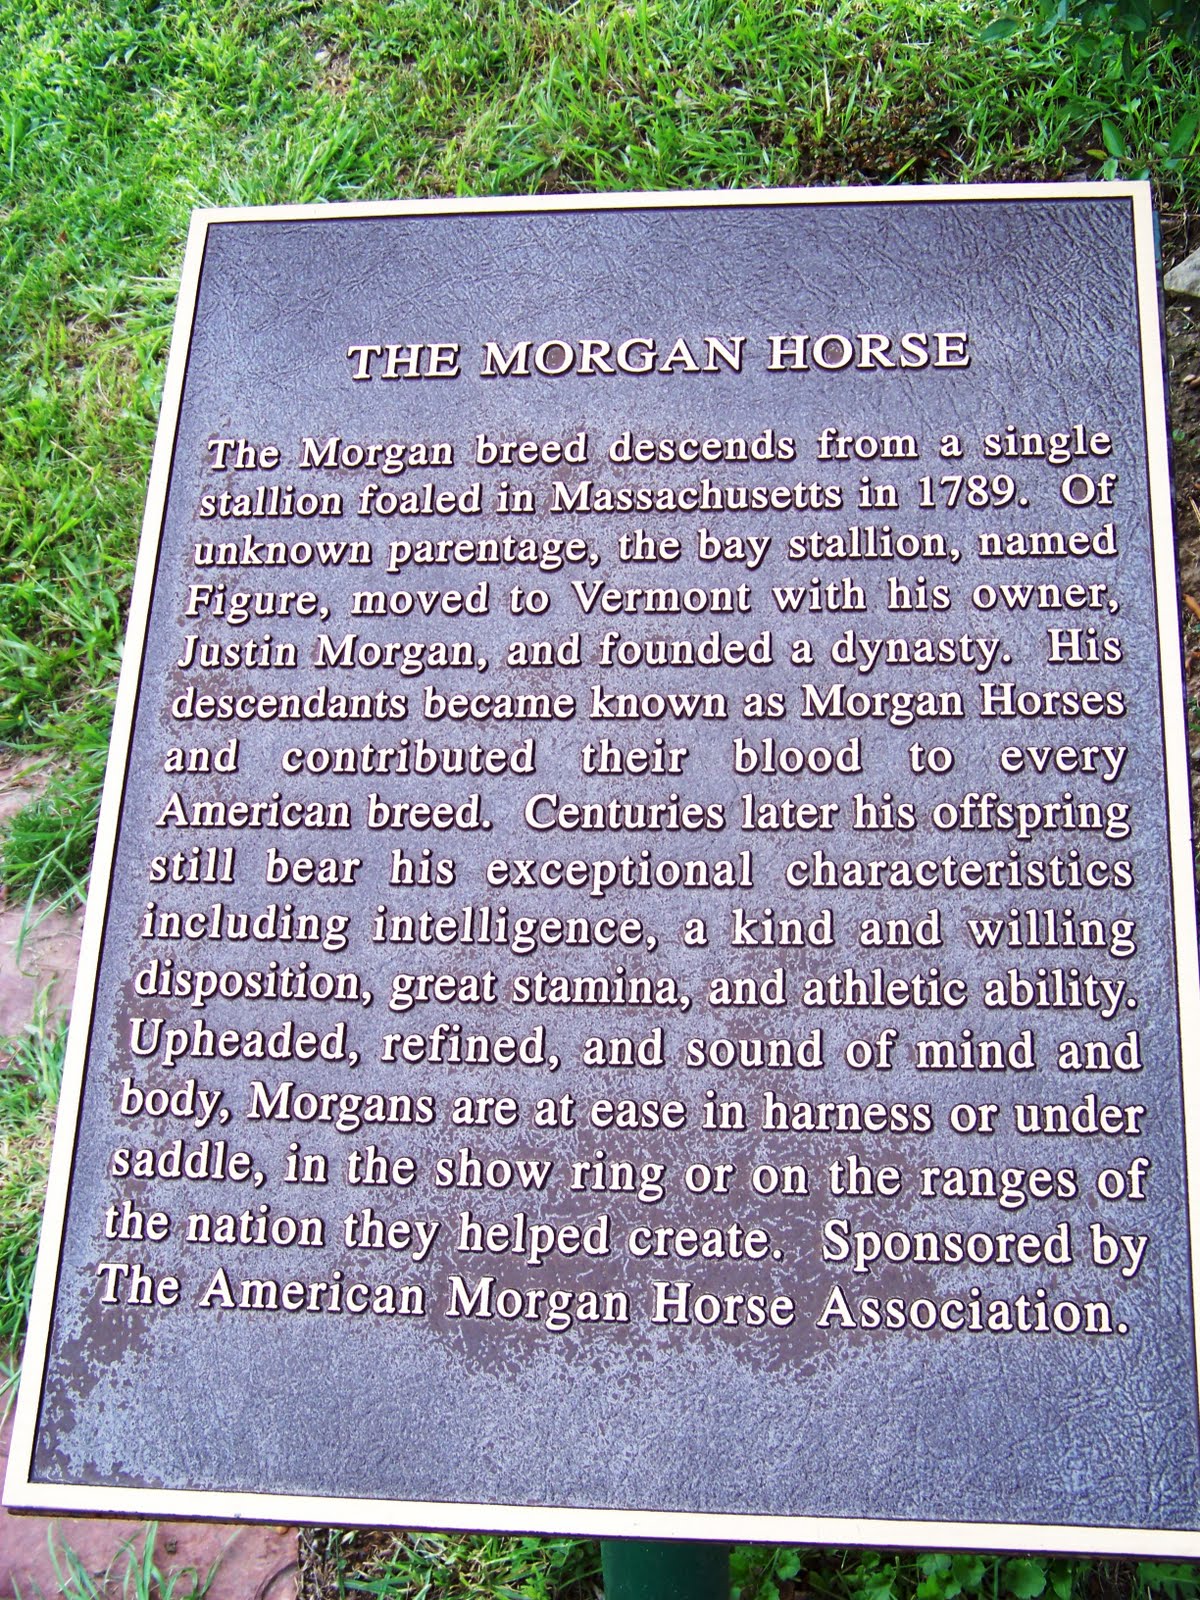 THE MORGAN HORSE
The Morgan breed descends from a single
stallion foaled in Massachusetts in 1789. Of
unknown parentage, the bay stallion, named
Figure, moved to Vermont with his owner,
Justin Morgan, and founded a dynasty. His
descendants became known as Morgan Horses
and contributed their blood to every
American breed. Centuries later his offspring
still bear his exceptional characteristics
including intelligence, a kind and willing
disposition, great stamina, and athletic ability.
Upheaded, refined, and sound of mind and
body, Morgans are at ease in harness or under
saddle, in the show ring or on the ranges of
the nation they helped create. Sponsored by
The American Morgan Horse Association.